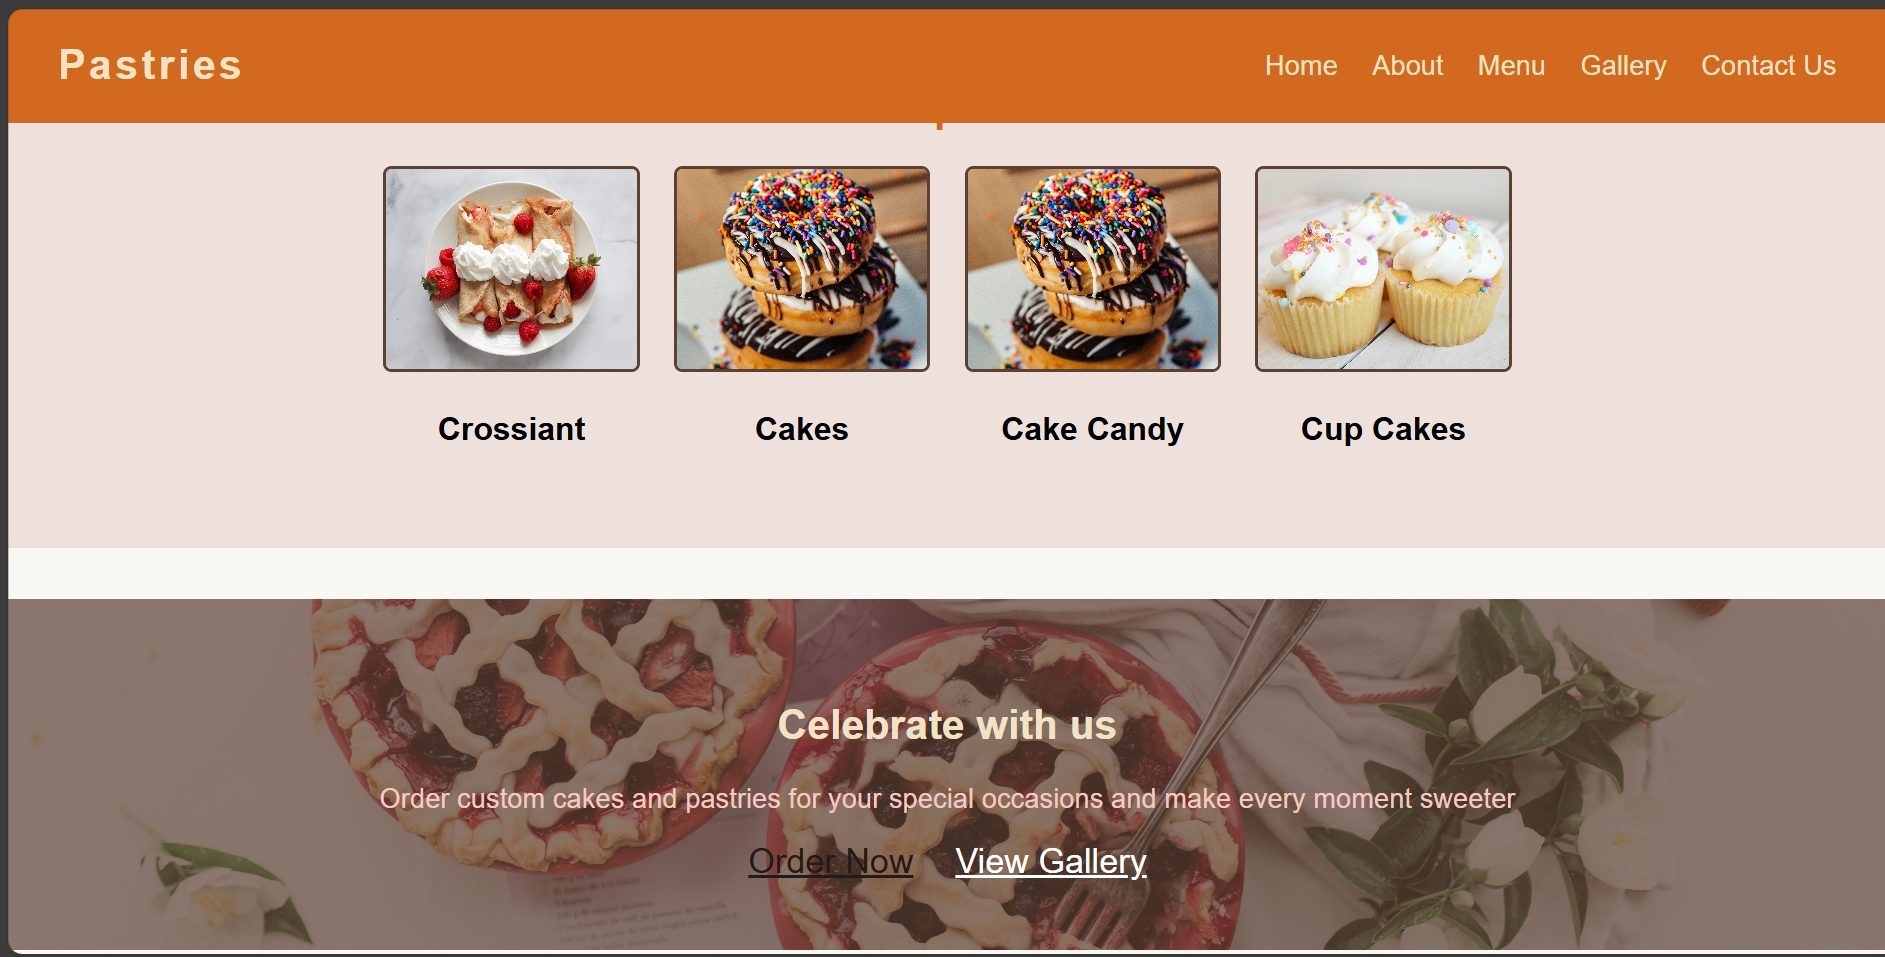 Pastries
Home About Menu Gallery Contact Us
Crossiant Cakes Cake Candy Cup Cakes
Celebrate with us
Order custom cakes and pastries for your special occasions and make every moment sweeter
Order Now View Gallery